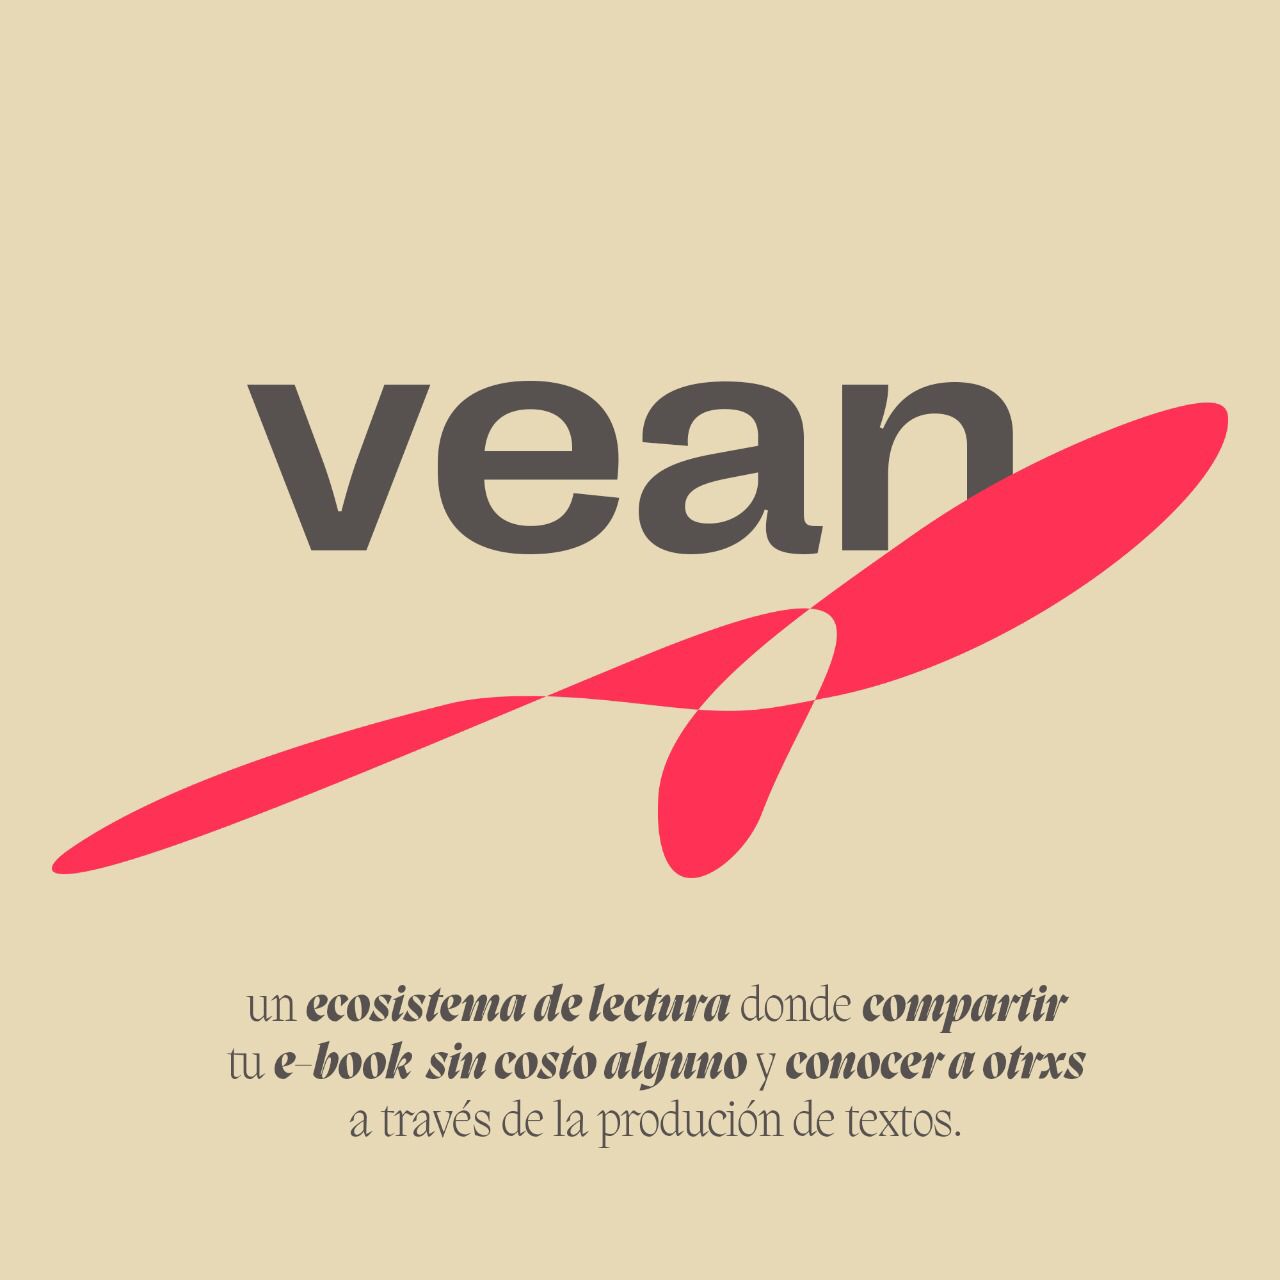 vean
un ecosistema de lectura donde compartir
tu e-book sin costo alguno y conocer a otrxs
a través de la produción de textos.